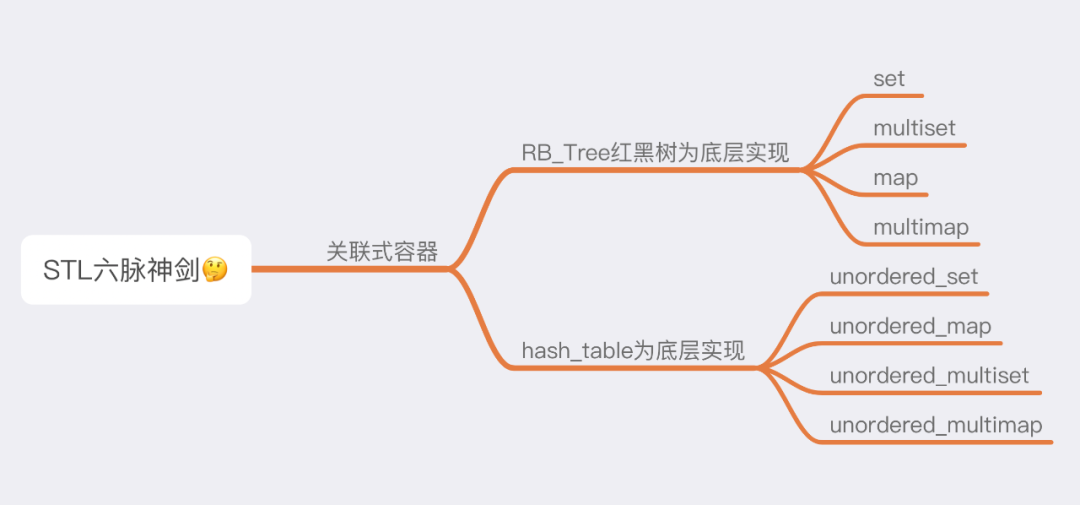 STL六脉神剑🤔
关联式容器
RB_Tree红黑树为底层实现
set
multiset
map
multimap
hash_table为底层实现
unordered_set
unordered_map
unordered_multiset
unordered_multimap